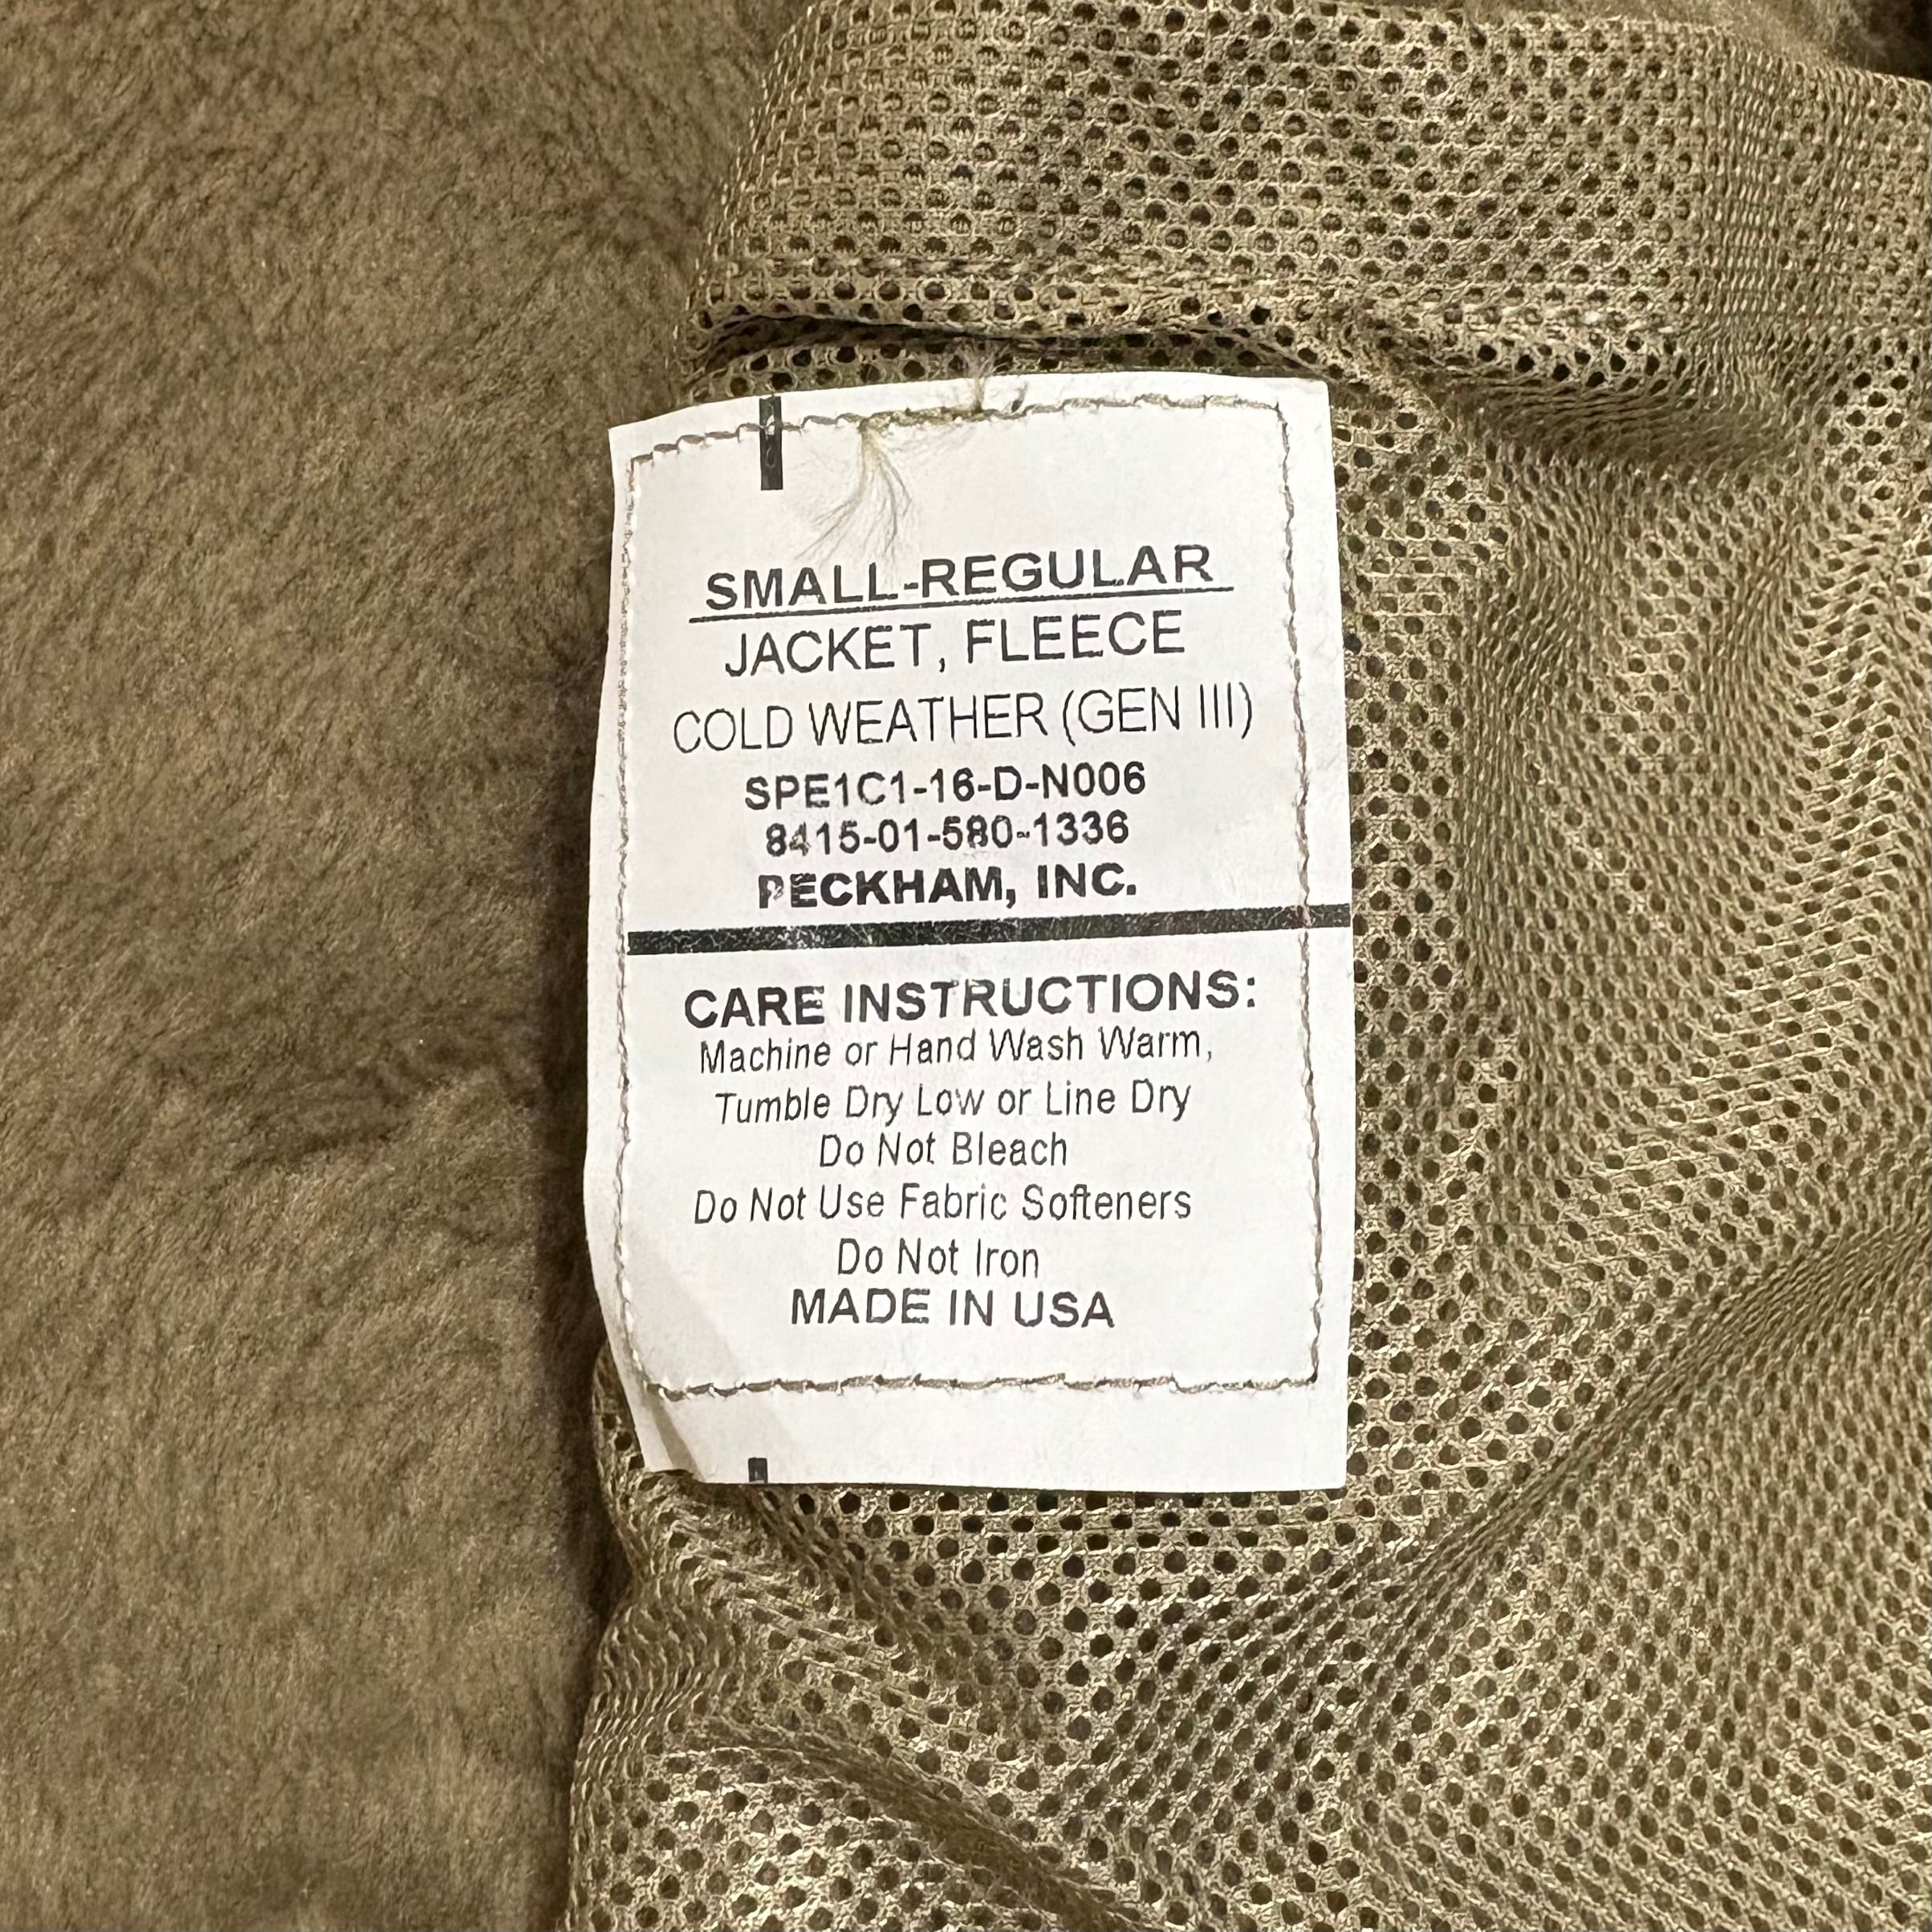 SMALL-REGULAR
JACKET, FLEECE
COLD WEATHER (GEN III)
SPE1C1-16-D-N006
8415-01-580-1336
PECKHAM, INC.
CARE INSTRUCTIONS:
Machine or Hand Wash Warm,
Tumble Dry Low or Line Dry
Do Not Bleach
Do Not Use Fabric Softeners
Do Not Iron
MADE IN USA